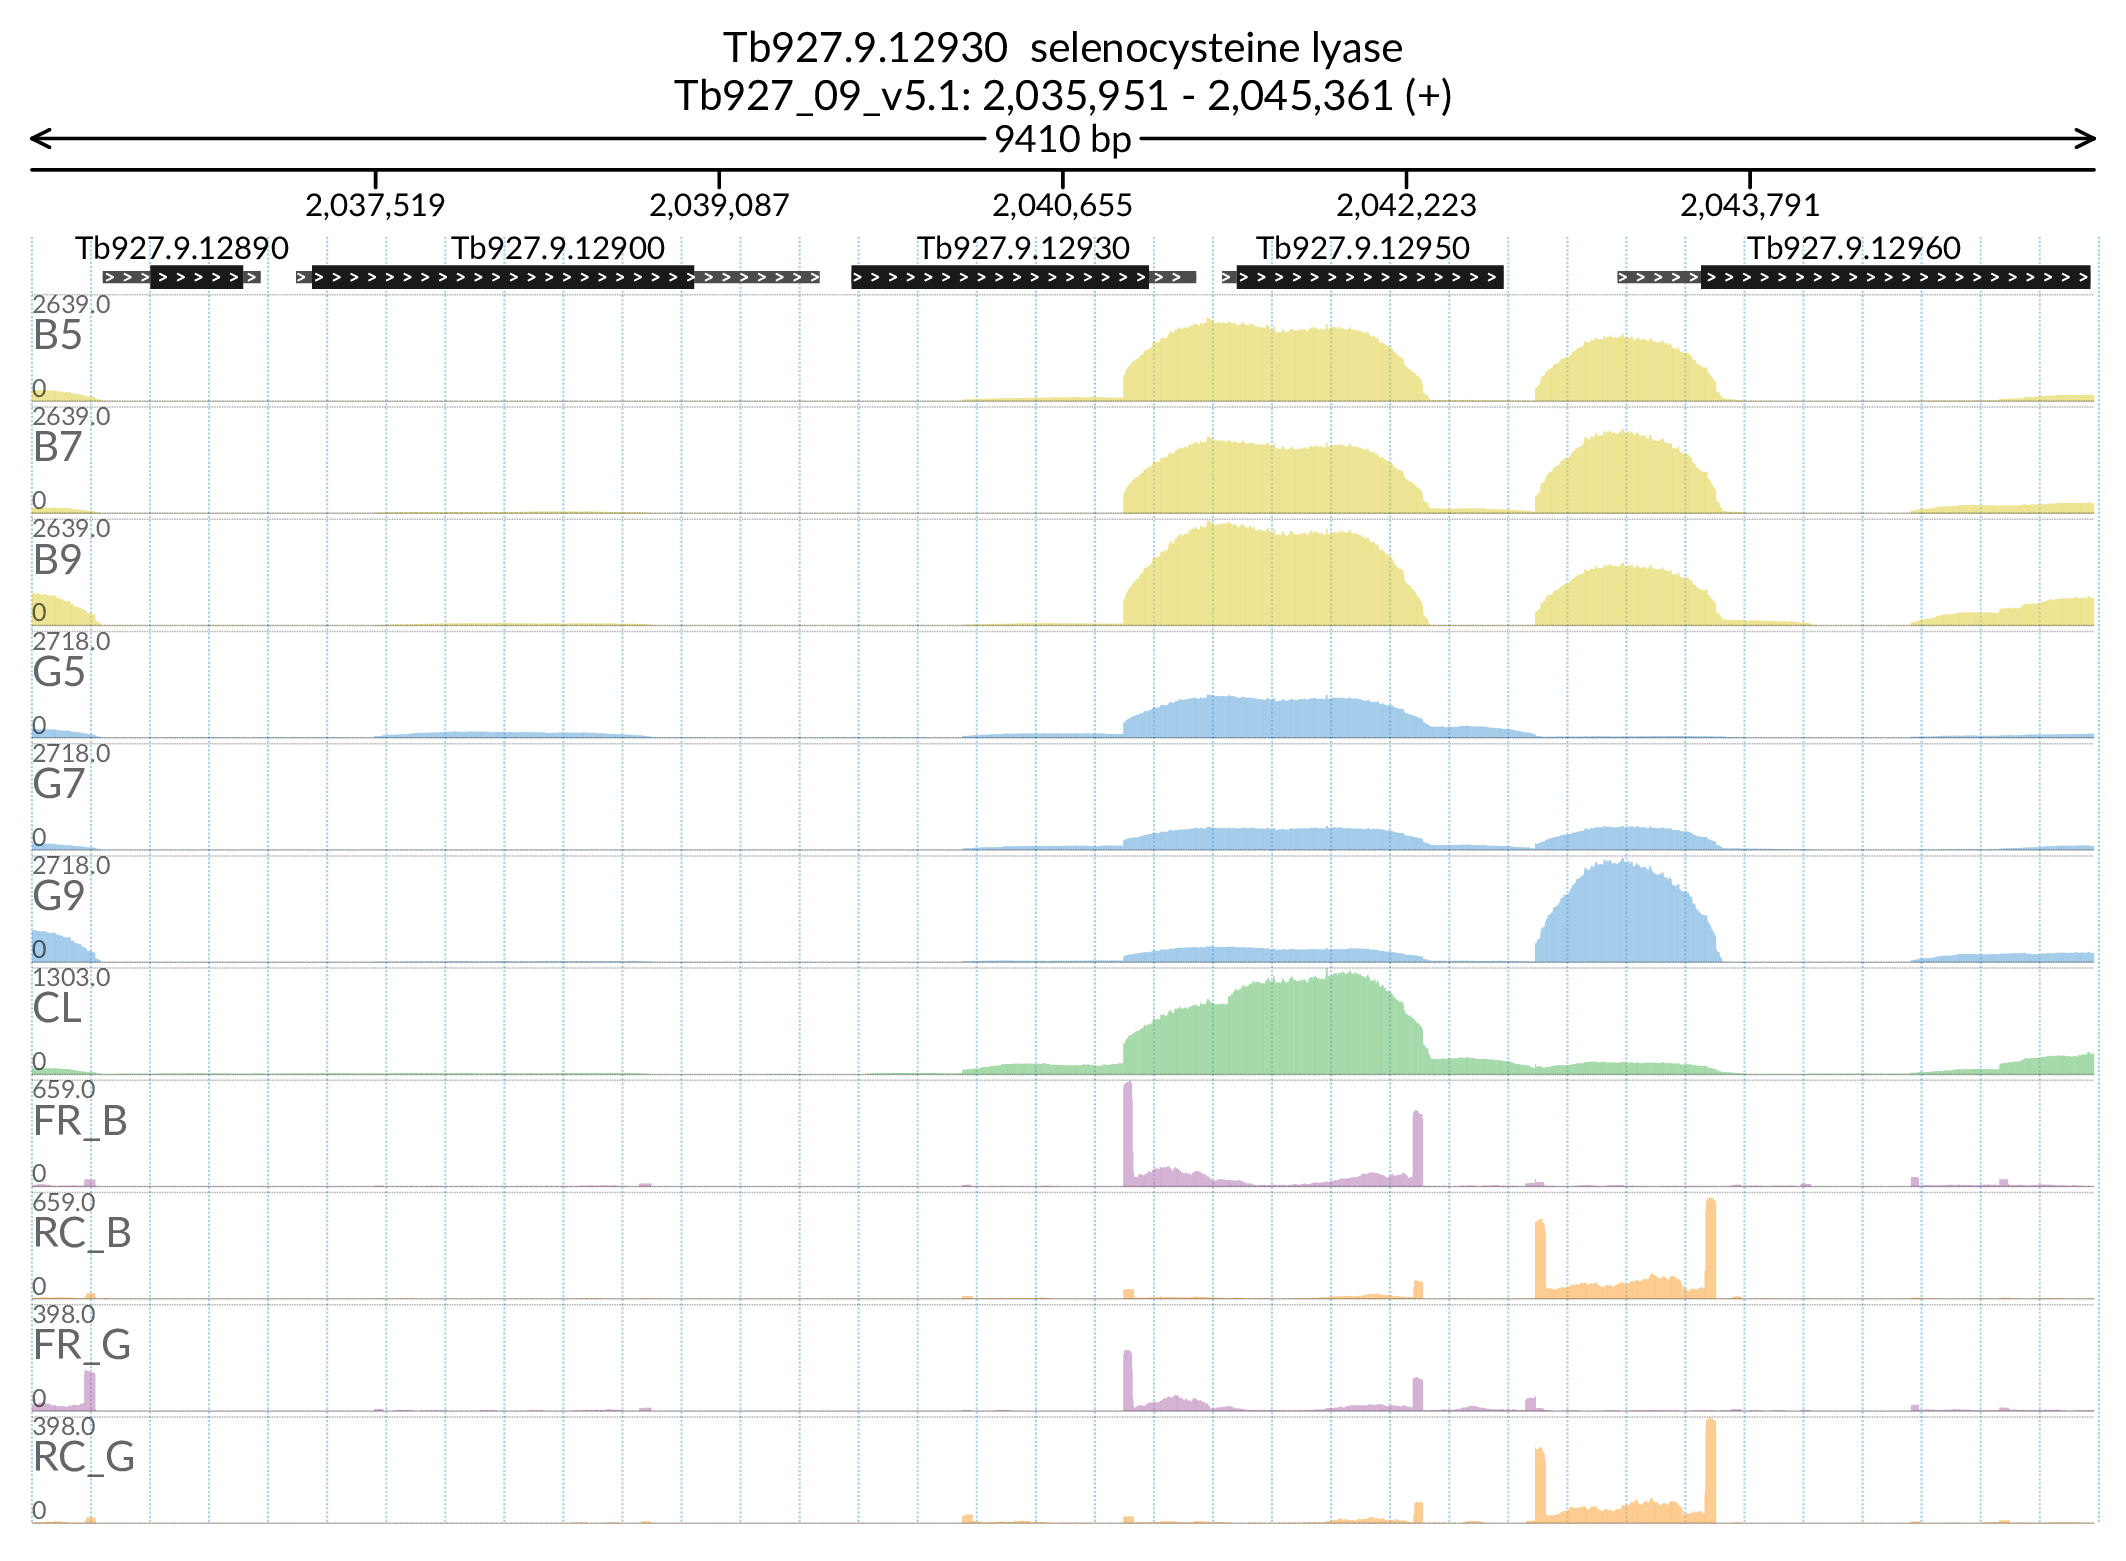 Tb927.9.12930 selenocysteine lyase
Tb927_09_v5.1: 2,035,951 - 2,045,361 (+)
9410 bp
2,037,519 2,039,087 2,040,655 2,042,223 2,043,791
Tb927.9.12890 Tb927.9.12900 Tb927.9.12930 Tb927.9.12950 Tb927.9.12960
2639.0
B5
0
2639.0
B7
0
2639.0
B9
0
2718.0
G5
0
2718.0
G7
0
2718.0
G9
0
1303.0
CL
0
659.0
FR_B
0
659.0
RC_B
0
398.0
FR_G
0
398.0
RC_G
0